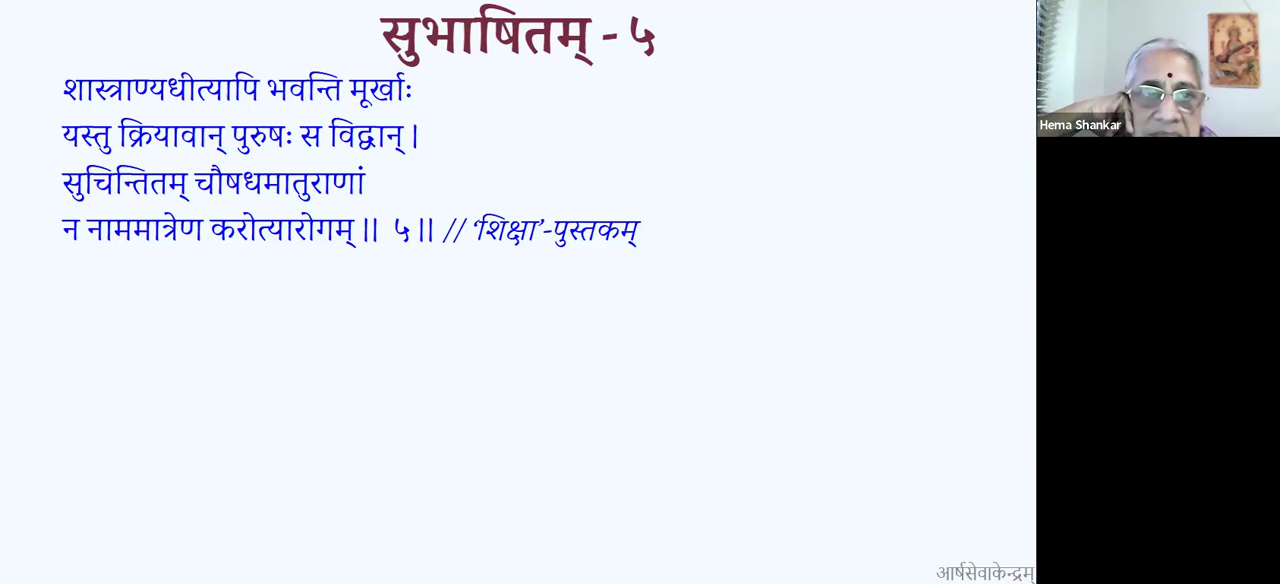 सुभाषितम् - ५
शास्त्राण्यधीत्यापि भवन्ति मूर्खाः
यस्तु क्रियावान् पुरुषः स विद्वान् |
सुचिन्तितम् चौषधमातुराणां
न नाममात्रेण करोत्यारोगम् || ५ || // ‘शिक्षा’-पुस्तकम्
Hema Shankar
आर्षसेवाकेन्द्रम्